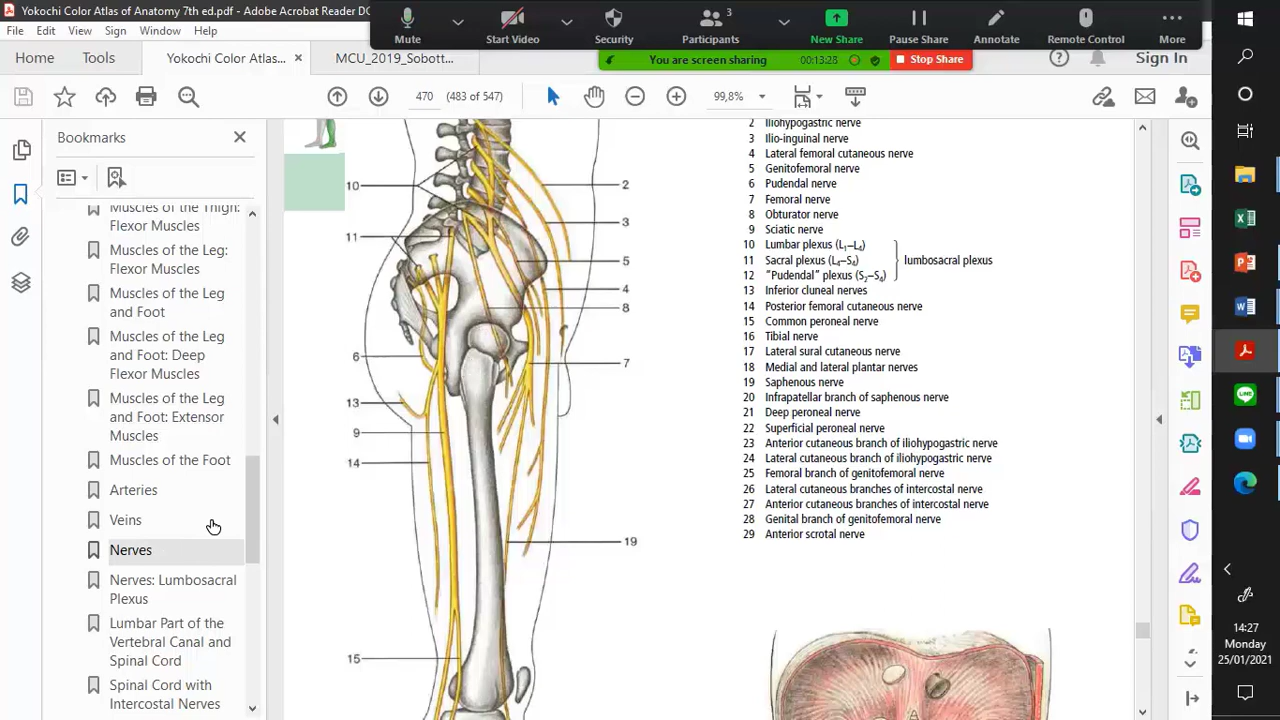 Yokochi Color Atlas of Anatomy 7th ed.pdf - Adobe Acrobat Reader DC
File Edit View Sign Window Help
Mute
Start Video
Security
3
Participants
New Share
Pause Share
Annotate
Remote Control
More
You are screen sharing
00:13:28
Stop Share
Home
Tools
Yokochi Color Atlas...
MCU_2019_Sobott...
Sign In
470
(483 of 547)
99,8%
Bookmarks
Muscles of the Thigh:
Flexor Muscles
Muscles of the Leg:
Flexor Muscles
Muscles of the Leg
and Foot
Muscles of the Leg
and Foot: Deep
Flexor Muscles
Muscles of the Leg
and Foot: Extensor
Muscles
Muscles of the Foot
Arteries
Veins
Nerves
Nerves: Lumbosacral
Plexus
Lumbar Part of the
Vertebral Canal and
Spinal Cord
Spinal Cord with
Intercostal Nerves
10
11
6
13
9
14
15
2
3
5
4
8
7
19
2 Iliohypogastric nerve
3 Ilio-inguinal nerve
4 Lateral femoral cutaneous nerve
5 Genitofemoral nerve
6 Pudendal nerve
7 Femoral nerve
8 Obturator nerve
9 Sciatic nerve
10 Lumbar plexus (L1–L4)
11 Sacral plexus (L4–S4) lumbosacral plexus
12 “Pudendal” plexus (S2–S4)
13 Inferior cluneal nerves
14 Posterior femoral cutaneous nerve
15 Common peroneal nerve
16 Tibial nerve
17 Lateral sural cutaneous nerve
18 Medial and lateral plantar nerves
19 Saphenous nerve
20 Infrapatellar branch of saphenous nerve
21 Deep peroneal nerve
22 Superficial peroneal nerve
23 Anterior cutaneous branch of iliohypogastric nerve
24 Lateral cutaneous branch of iliohypogastric nerve
25 Femoral branch of genitofemoral nerve
26 Lateral cutaneous branches of intercostal nerve
27 Anterior cutaneous branches of intercostal nerve
28 Genital branch of genitofemoral nerve
29 Anterior scrotal nerve
14:27
Monday
25/01/2021